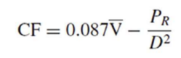 CF = 0.087V̅ − P_R / D²